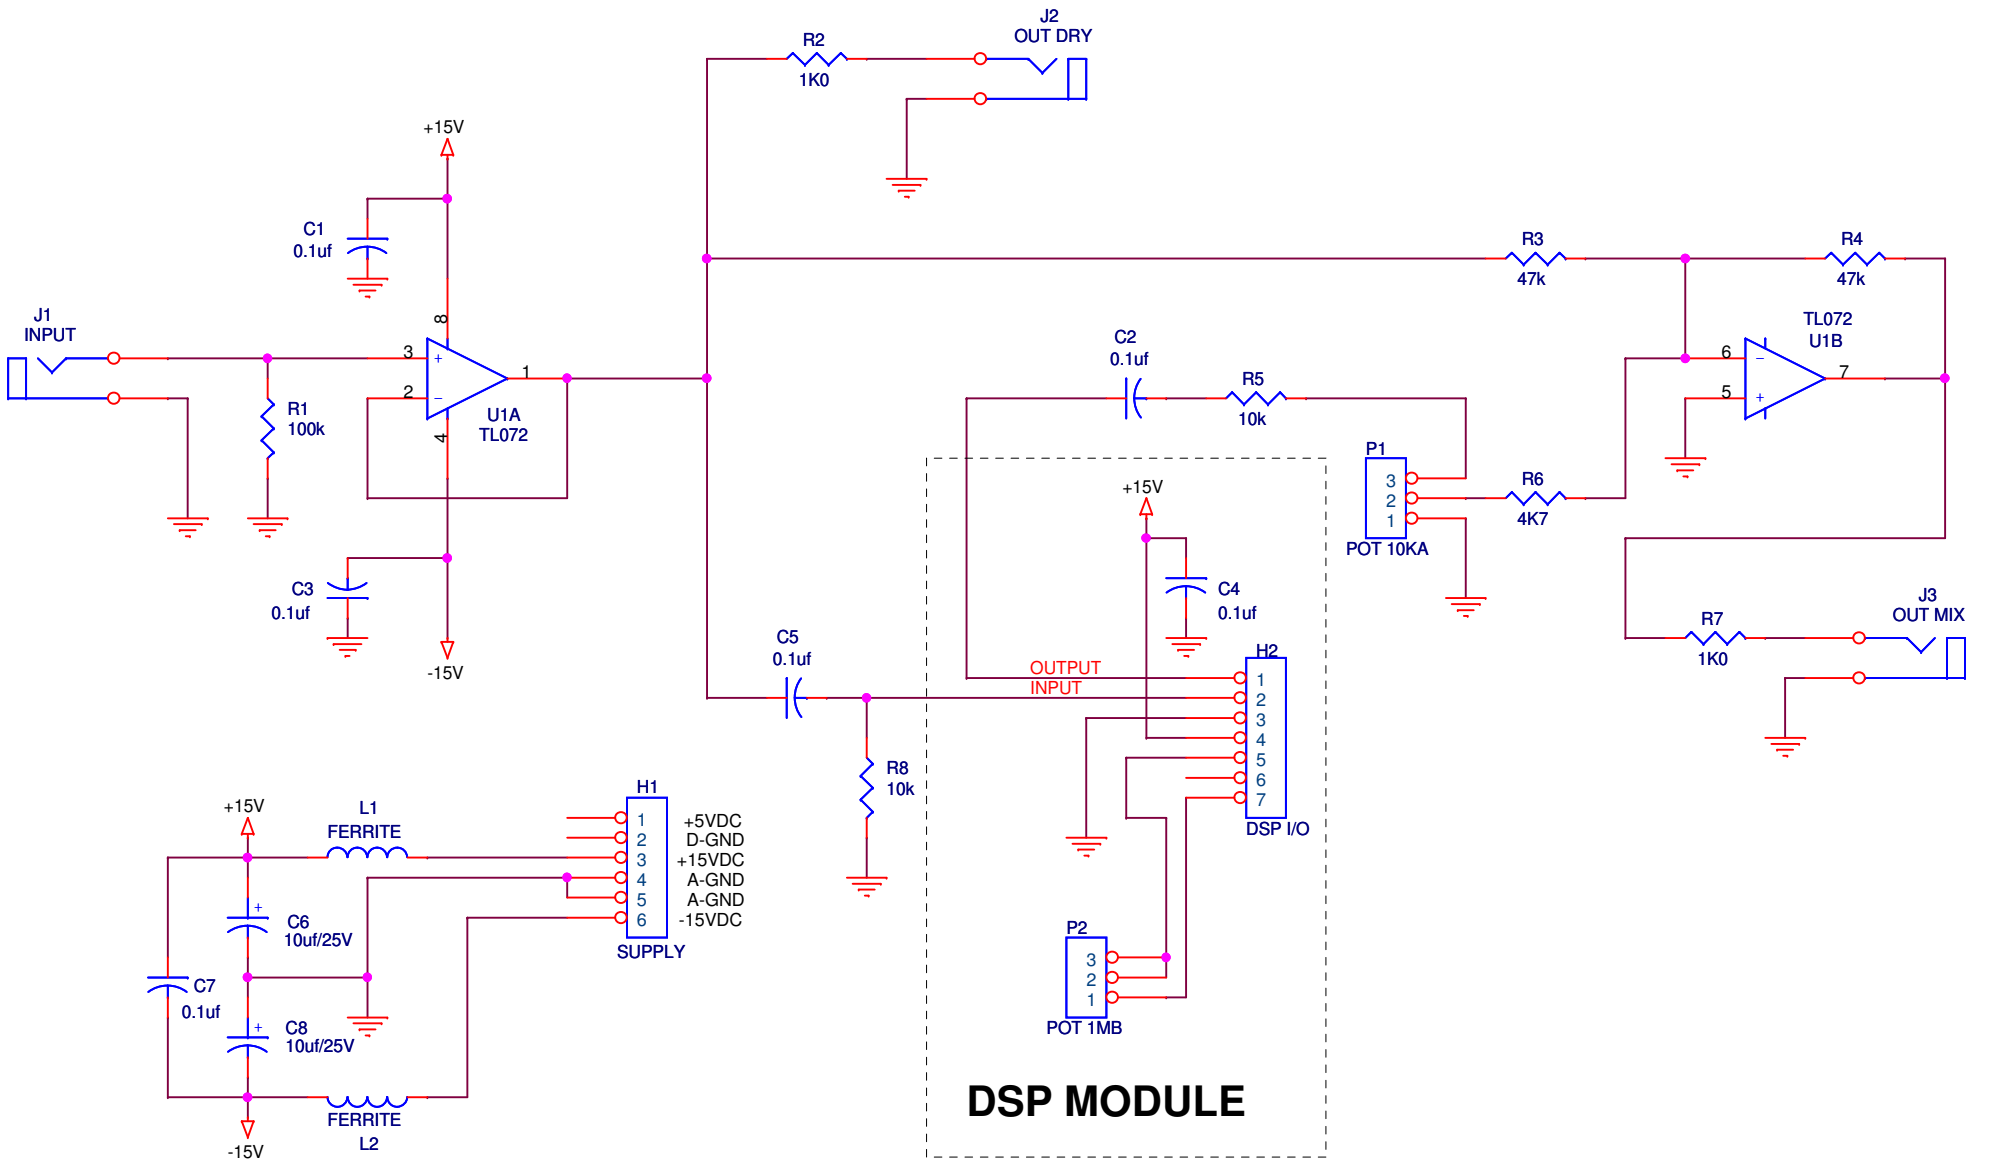 J2
OUT DRY
R2
1K0
+15V
C1
0.1uf
8
J1
INPUT
3
+
2
−
1
4
U1A
TL072
R1
100k
C3
0.1uf
-15V
R3
47k
R4
47k
TL072
U1B
6
−
5
+
7
C2
0.1uf
R5
10k
P1
3
2
1
POT 10KA
R6
4K7
J3
OUT MIX
R7
1K0
+15V
C4
0.1uf
C5
0.1uf
OUTPUT
INPUT
H2
1
2
3
4
5
6
7
DSP I/O
R8
10k
P2
3
2
1
POT 1MB
DSP MODULE
H1
1 +5VDC
2 D-GND
3 +15VDC
4 A-GND
5 A-GND
6 -15VDC
SUPPLY
+15V
L1
FERRITE
+
C6
10uf/25V
C7
0.1uf
+
C8
10uf/25V
FERRITE
L2
-15V